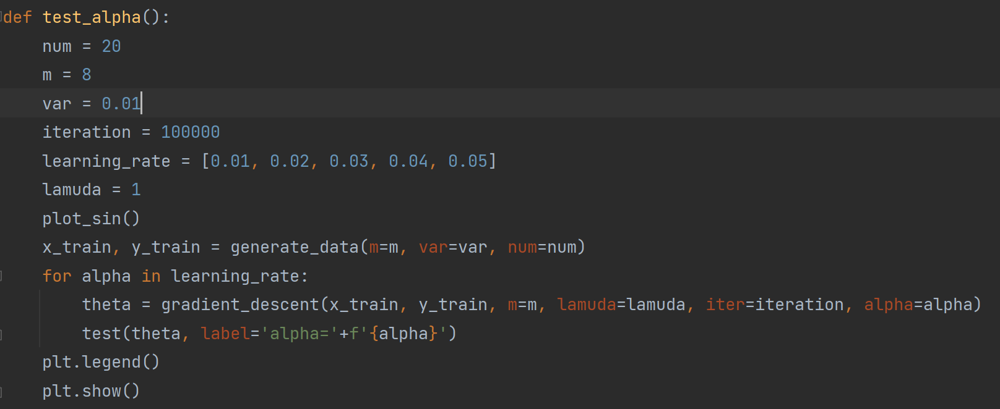 def test_alpha():
    num = 20
    m = 8
    var = 0.01
    iteration = 100000
    learning_rate = [0.01, 0.02, 0.03, 0.04, 0.05]
    lamuda = 1
    plot_sin()
    x_train, y_train = generate_data(m=m, var=var, num=num)
    for alpha in learning_rate:
        theta = gradient_descent(x_train, y_train, m=m, lamuda=lamuda, iter=iteration, alpha=alpha)
        test(theta, label='alpha='+f'{alpha}')
    plt.legend()
    plt.show()